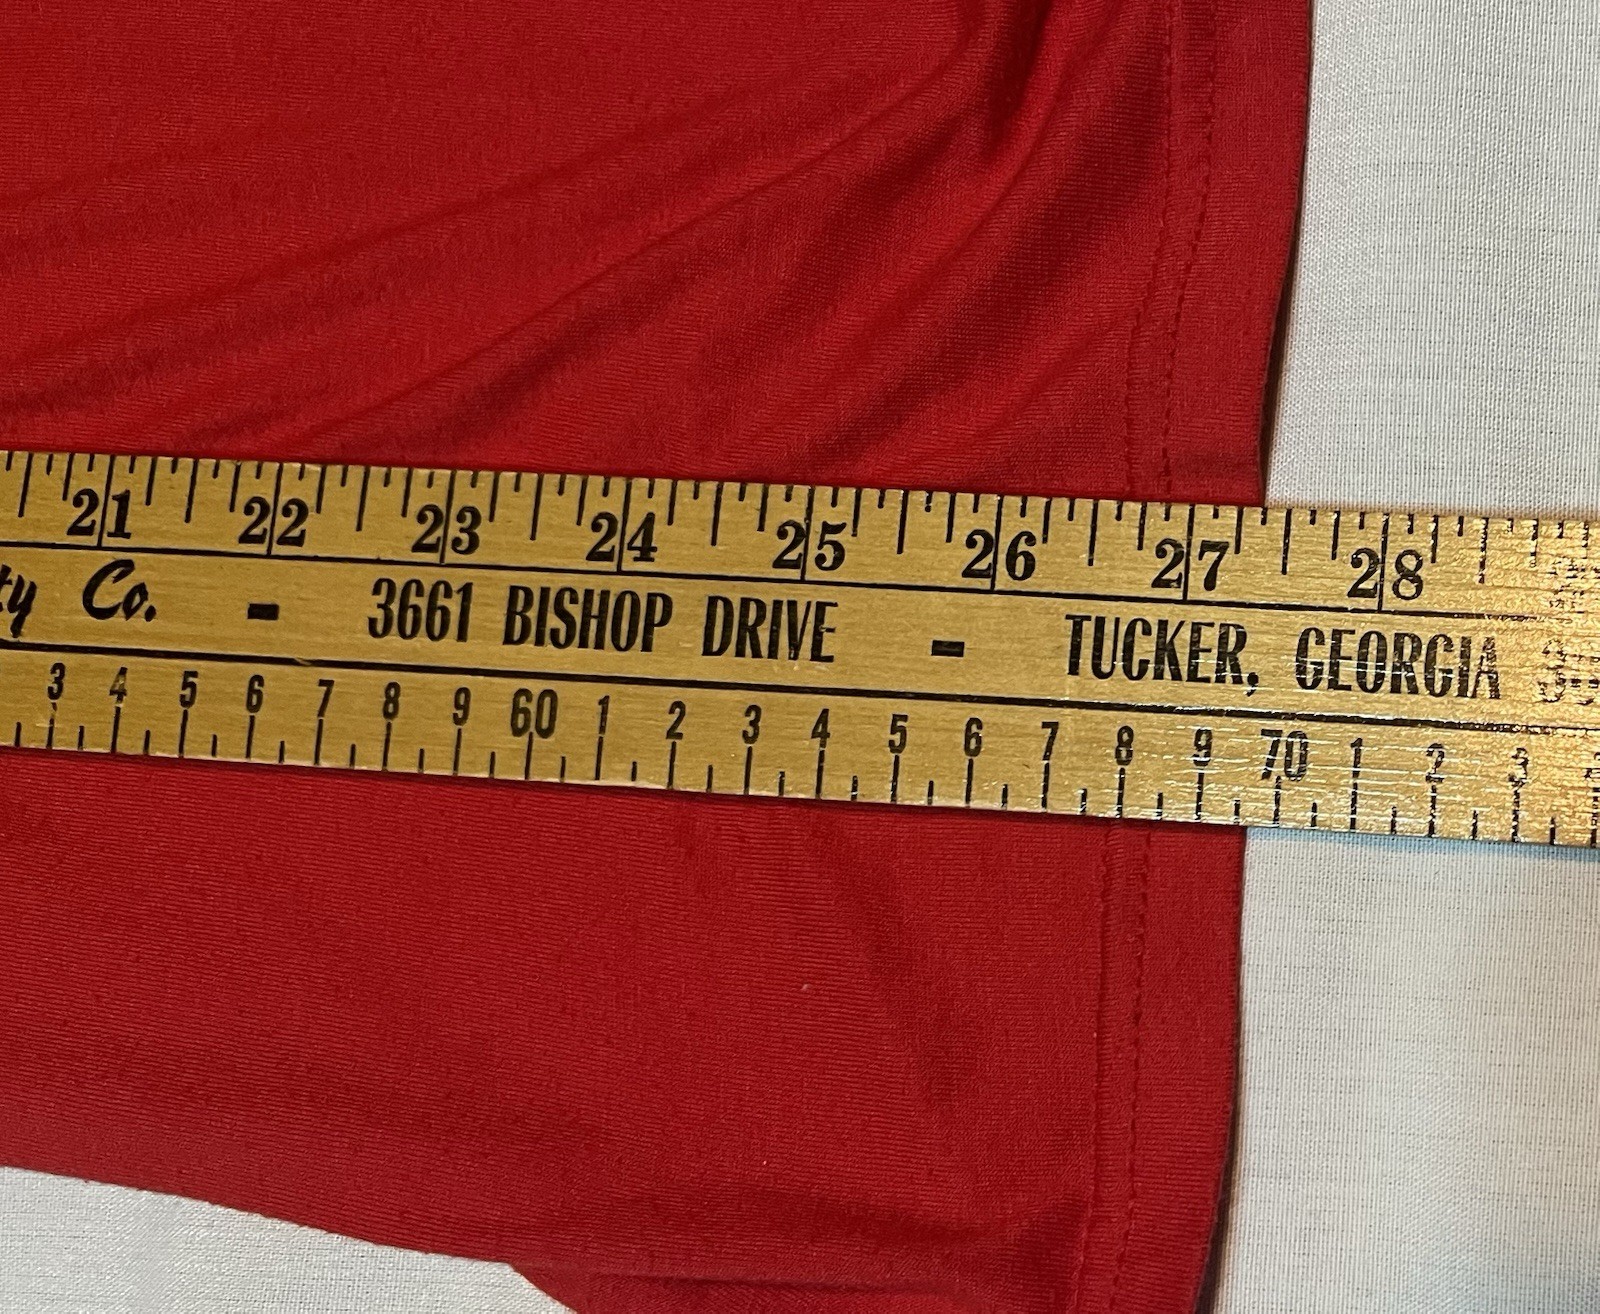 21 22 23 24 25 26 27 28
ty Co. - 3661 BISHOP DRIVE - TUCKER, GEORGIA
3 4 5 6 7 8 9 60 1 2 3 4 5 6 7 8 9 70 1 2 3